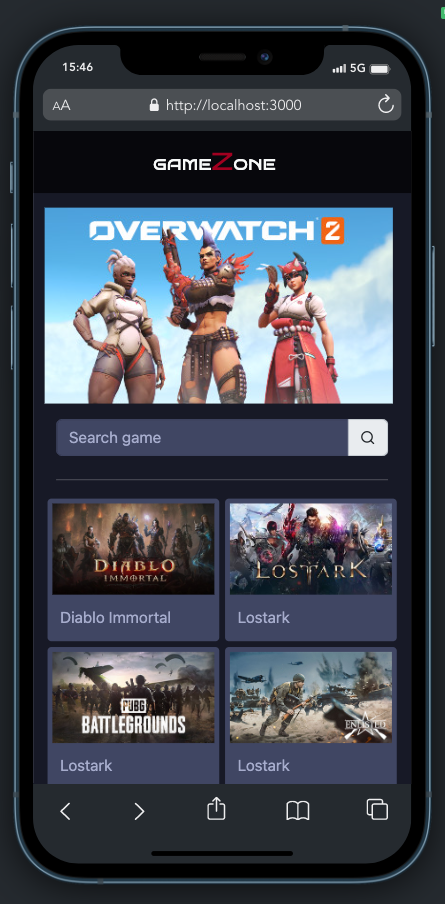 15:46
5G
AA
http://localhost:3000
GAMEZONE
OVERWATCH 2
Search game
DIABLO
IMMORTAL
LOSTARK
Diablo Immortal
Lostark
PUBG
BATTLEGROUNDS
ENLISTED
Lostark
Lostark